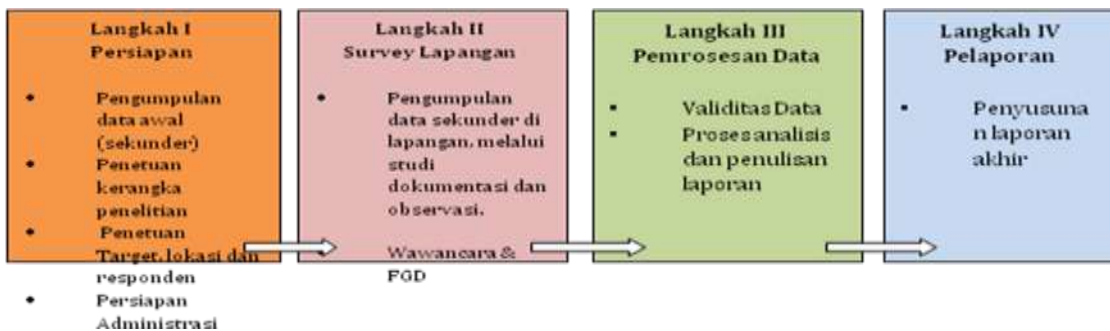 Langkah I
Persiapan
• Pengumpulan
data awal
(sekunder)
• Penetuan
kerangka
penelitian
• Penetuan
Target, lokasi dan
responden
• Persiapan
Administrasi
Langkah II
Survey Lapangan
• Pengumpulan
data sekunder di
lapangan, melalui
studi
dokumentasi dan
observasi.
• Wawancara &
FGD
Langkah III
Pemrosesan Data
▪ Validitas Data
▪ Proses analisis
dan penulisan
laporan
Langkah IV
Pelaporan
▪ Penyusuna
n laporan
akhir